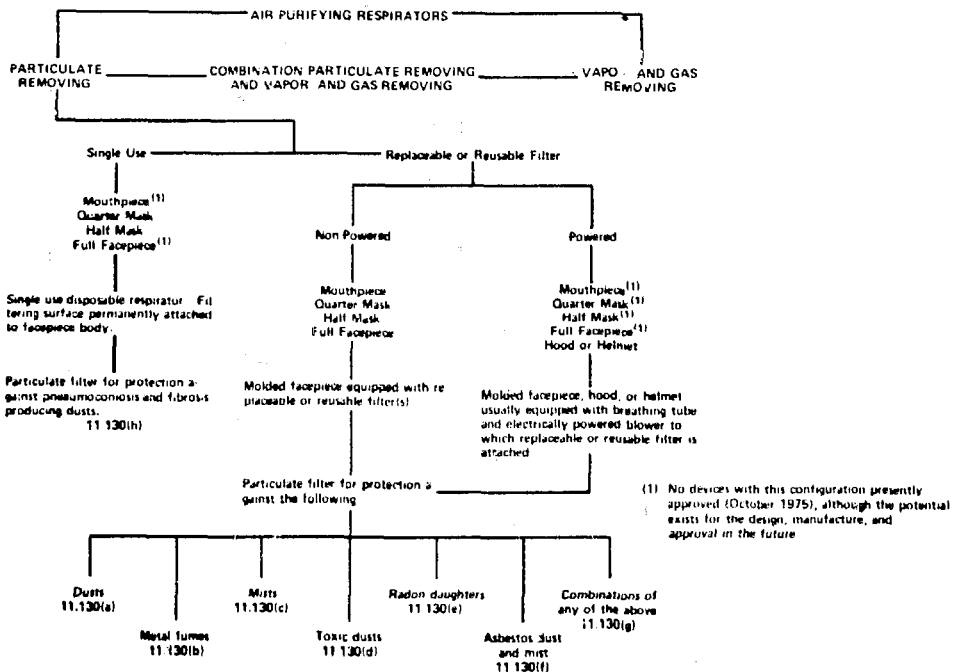 AIR PURIFYING RESPIRATORS
PARTICULATE
REMOVING
COMBINATION PARTICULATE REMOVING
AND VAPOR AND GAS REMOVING
VAPO AND GAS
REMOVING
Single Use
Replaceable or Reusable Filter
Mouthpiece(1)
Quarter Mask
Half Mask
Full Facepiece(1)
Non Powered
Powered
Mouthpiece
Quarter Mask
Half Mask
Full Facepiece
Mouthpiece(1)
Quarter Mask(1)
Half Mask(1)
Full Facepiece(1)
Hood or Helmet
Single use disposable respirator Fil
tering surface permanently attached
to facepiece body.
Particulate filter for protection a-
gainst pneumoconiosis and fibrosis
producing dusts.
11 130(h)
Molded facepiece equipped with re
placeable or reusable filter(s)
Molded facepiece, hood, or helmet
usually equipped with breathing tube
and electrically powered blower to
which replaceable or reusable filter is
attached
Particulate filter for protection a
gainst the following
(1) No devices with this configuration presently
approved (October 1975), although the potential
exists for the design, manufacture, and
approval in the future
Dusts
11.130(a)
Metal fumes
11.130(b)
Mists
11.130(c)
Toxic dusts
11.130(d)
Radon daughters
11.130(e)
Asbestos dust
and mist
11 130(f)
Combinations of
any of the above
11.130(g)